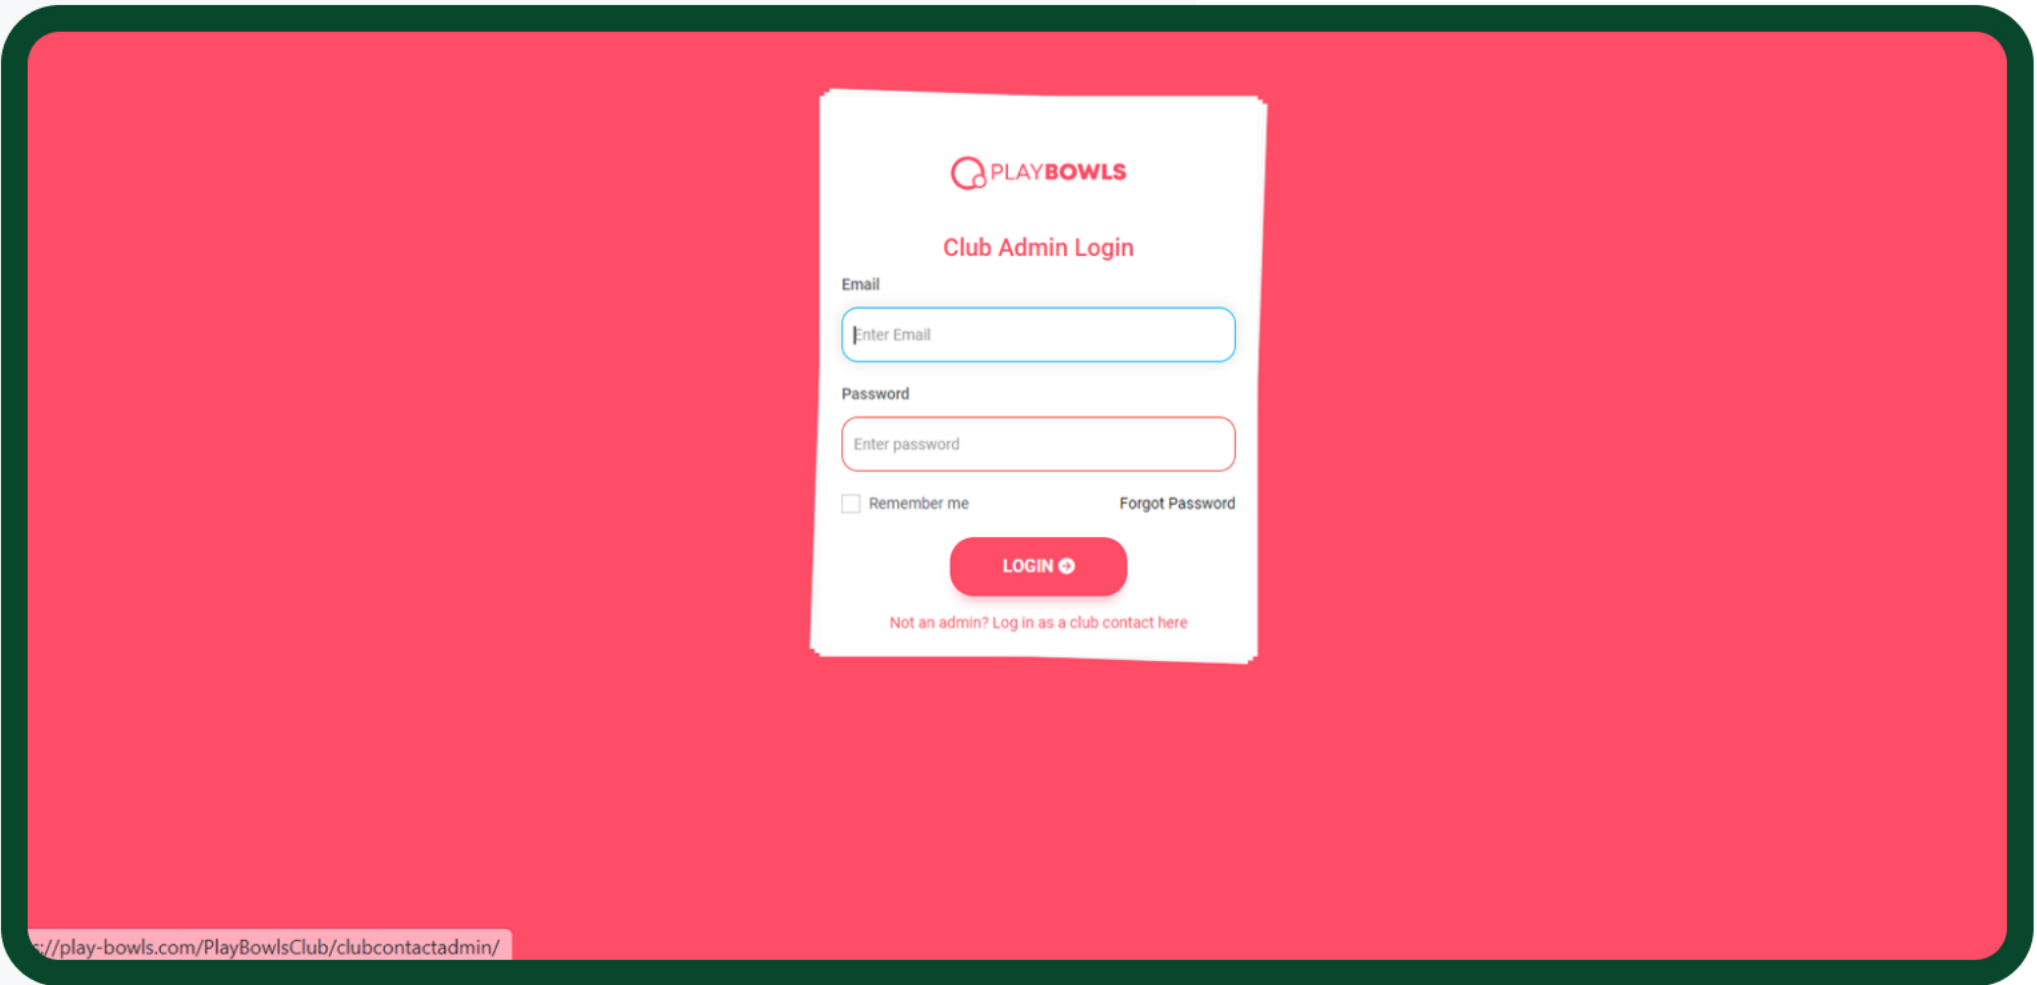 PLAYBOWLS
Club Admin Login
Email
Enter Email
Password
Enter password
Remember me Forgot Password
LOGIN
Not an admin? Log in as a club contact here
s://play-bowls.com/PlayBowlsClub/clubcontactadmin/